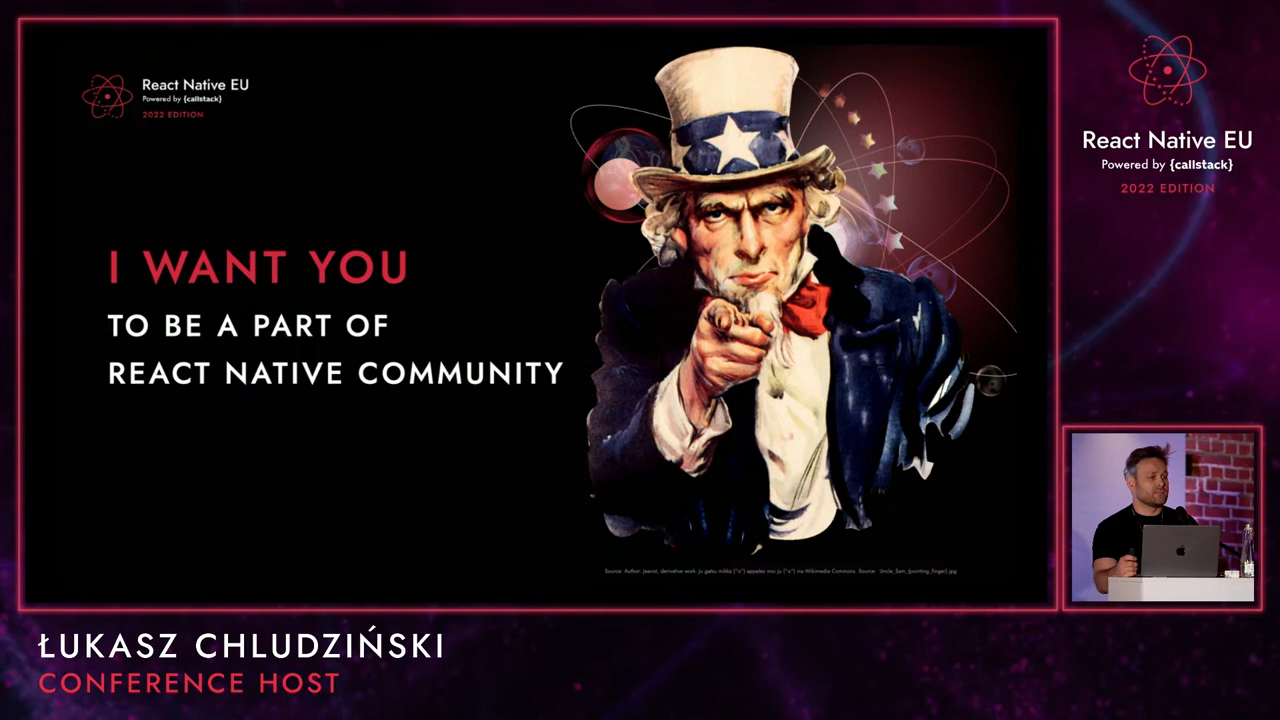 React Native EU
Powered by {callstack}
2022 EDITION
I WANT YOU
TO BE A PART OF
REACT NATIVE COMMUNITY
React Native EU
Powered by {callstack}
2022 EDITION
ŁUKASZ CHLUDZIŃSKI
CONFERENCE HOST